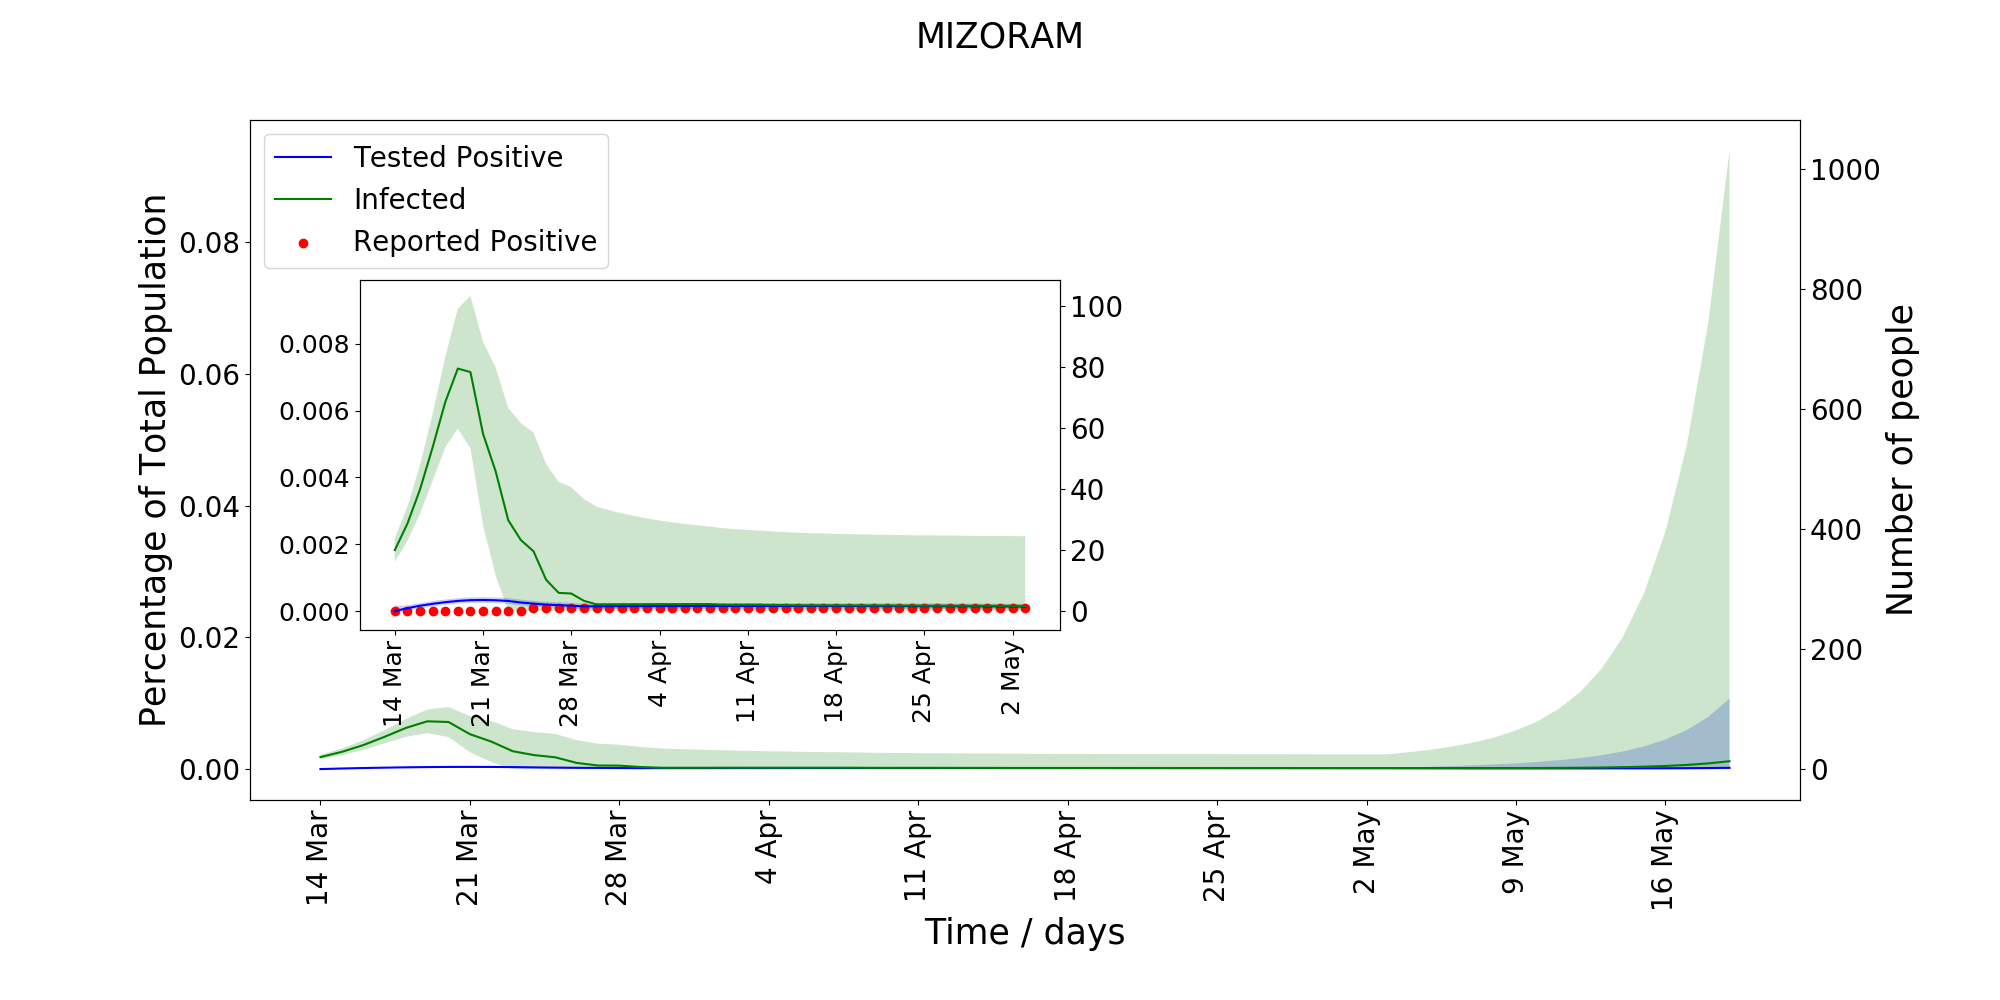 MIZORAM
Tested Positive
Infected
Reported Positive
Percentage of Total Population
0.08
0.06
0.04
0.02
0.00
1000
800
600
400
200
0
Number of people
0.008
0.006
0.004
0.002
0.000
100
80
60
40
20
0
14 Mar
21 Mar
28 Mar
4 Apr
11 Apr
18 Apr
25 Apr
2 May
14 Mar
21 Mar
28 Mar
4 Apr
11 Apr
18 Apr
25 Apr
2 May
9 May
16 May
Time / days